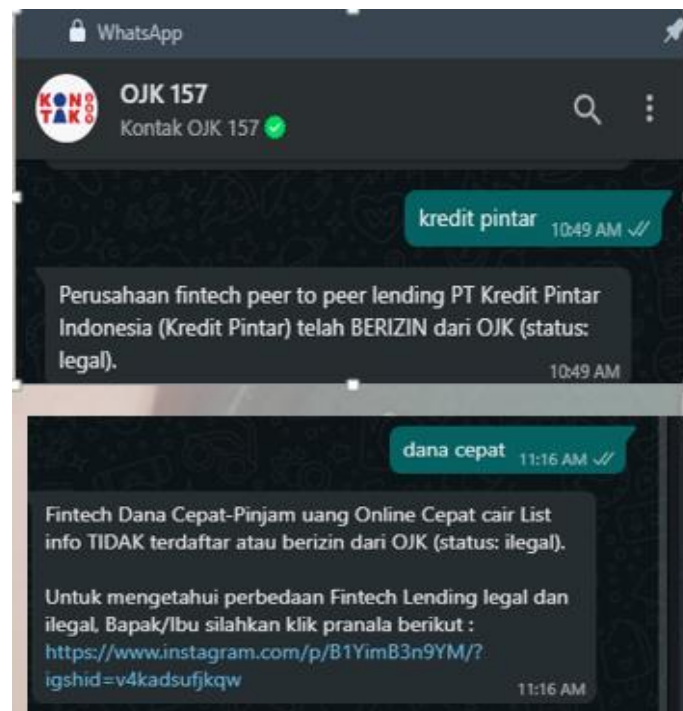 WhatsApp
KON
TAK
OJK 157
Kontak OJK 157
kredit pintar 10:49 AM
Perusahaan fintech peer to peer lending PT Kredit Pintar
Indonesia (Kredit Pintar) telah BERIZIN dari OJK (status:
legal).
10:49 AM
dana cepat 11:16 AM
Fintech Dana Cepat-Pinjam uang Online Cepat cair List
info TIDAK terdaftar atau berizin dari OJK (status: ilegal).
Untuk mengetahui perbedaan Fintech Lending legal dan
ilegal, Bapak/Ibu silahkan klik pranala berikut :
https://www.instagram.com/p/B1YimB3n9YM/?
igshid=v4kadsufjkqw
11:16 AM